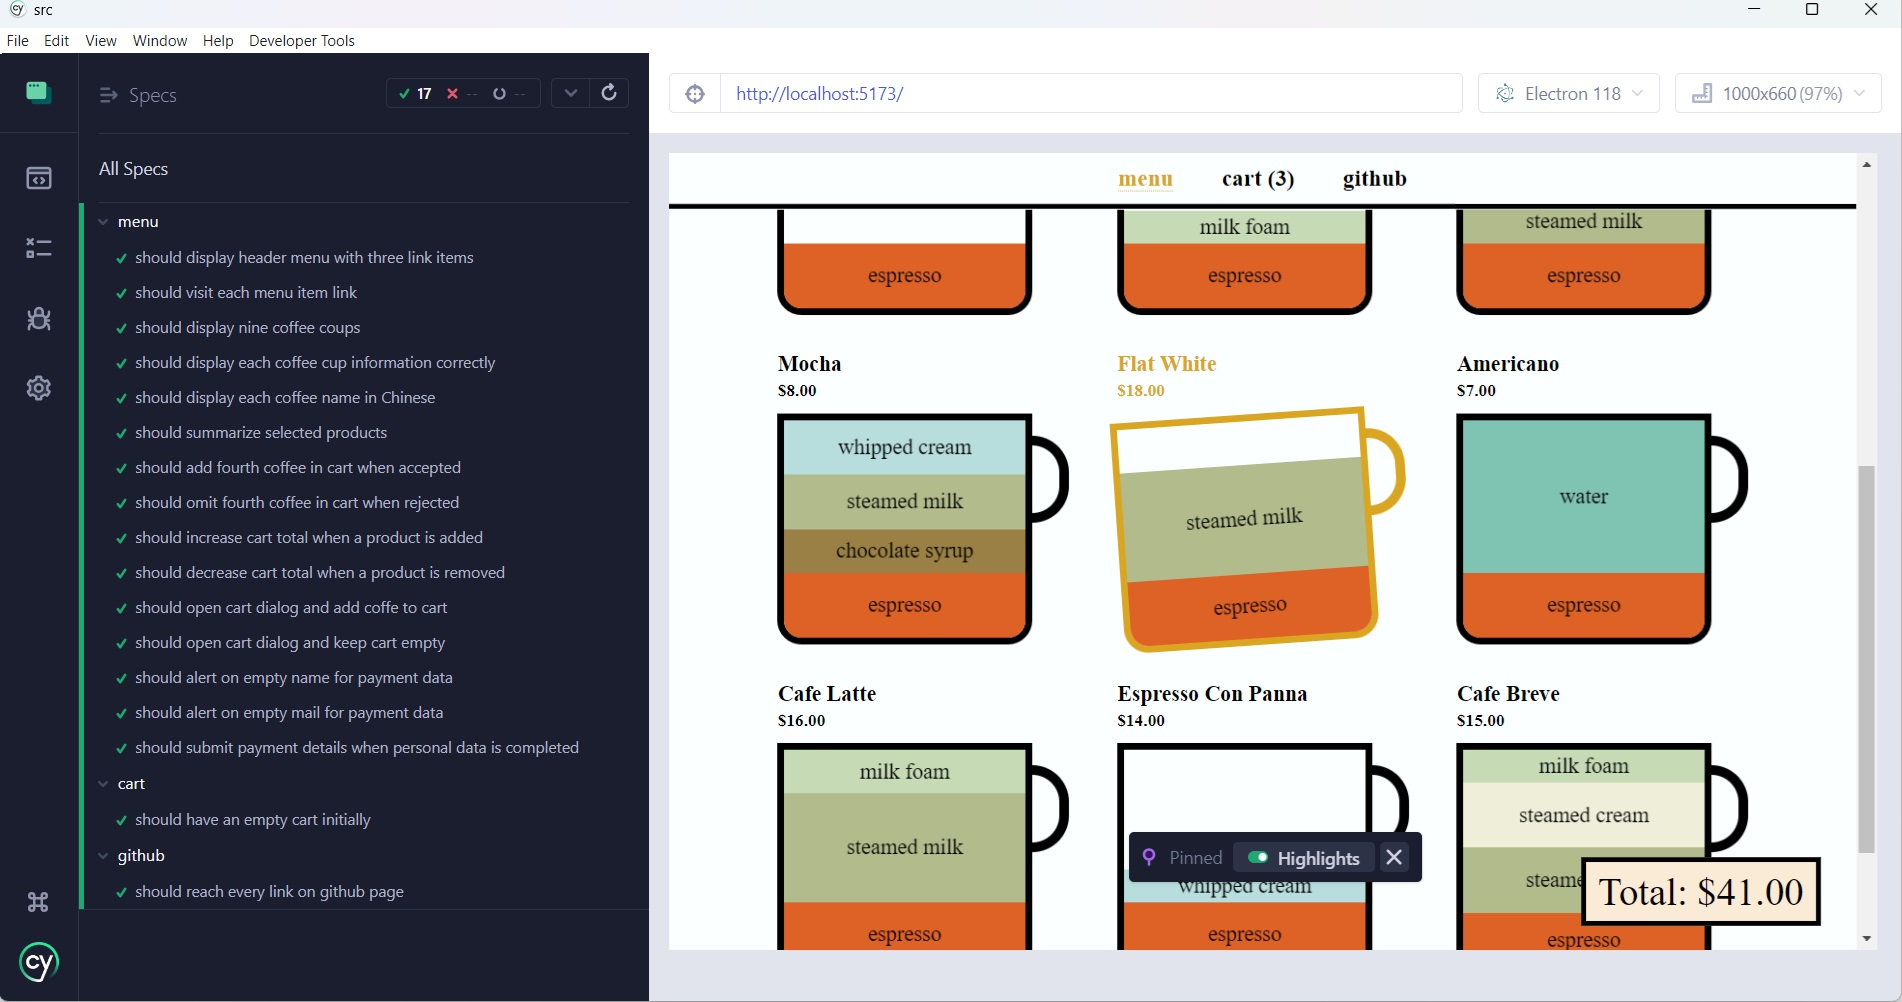 cy src
File Edit View Window Help Developer Tools
Specs
17 -- --
http://localhost:5173/
Electron 118
1000x660 (97%)
All Specs
menu
should display header menu with three link items
should visit each menu item link
should display nine coffee coups
should display each coffee cup information correctly
should display each coffee name in Chinese
should summarize selected products
should add fourth coffee in cart when accepted
should omit fourth coffee in cart when rejected
should increase cart total when a product is added
should decrease cart total when a product is removed
should open cart dialog and add coffe to cart
should open cart dialog and keep cart empty
should alert on empty name for payment data
should alert on empty mail for payment data
should submit payment details when personal data is completed
cart
should have an empty cart initially
github
should reach every link on github page
cy
menu cart (3) github
espresso
milk foam
espresso
steamed milk
espresso
Mocha
$8.00
whipped cream
steamed milk
chocolate syrup
espresso
Flat White
$18.00
steamed milk
espresso
Americano
$7.00
water
espresso
Cafe Latte
$16.00
milk foam
steamed milk
espresso
Espresso Con Panna
$14.00
Pinned Highlights
whipped cream
espresso
Cafe Breve
$15.00
milk foam
steamed cream
steame
Total: $41.00
espresso